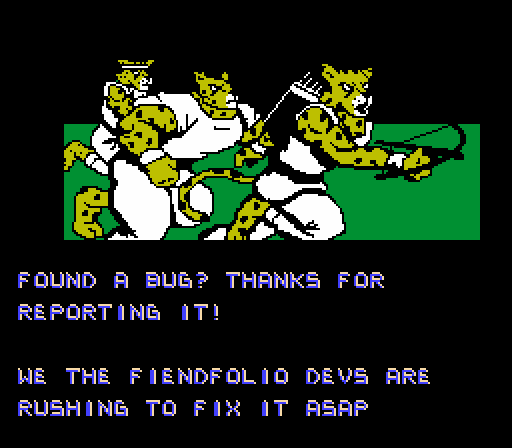 FOUND A BUG? THANKS FOR
REPORTING IT!
WE THE FIENDFOLIO DEVS ARE
RUSHING TO FIX IT ASAP